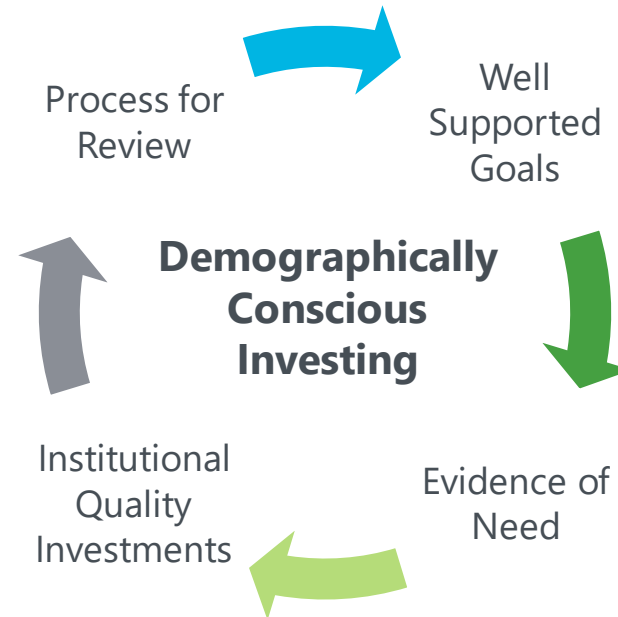 Process for
Review
Well
Supported
Goals
Demographically
Conscious
Investing
Institutional
Quality
Investments
Evidence of
Need